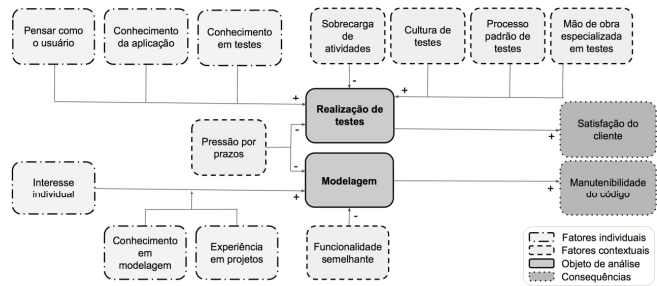 Pensar como
o usuário
Conhecimento
da aplicação
Conhecimento
em testes
Sobrecarga
de
atividades
Cultura de
testes
Processo
padrão de
testes
Mão de obra
especializada
em testes
-
+
+
Realização de
testes
-
Pressão por
prazos
-
+
Satisfação do
cliente
Interesse
individual
Modelagem
+
+
Manutenibilidade
do código
-
Conhecimento
em
modelagem
Experiência
em projetos
Funcionalidade
semelhante
Fatores individuais
Fatores contextuais
Objeto de análise
Consequências